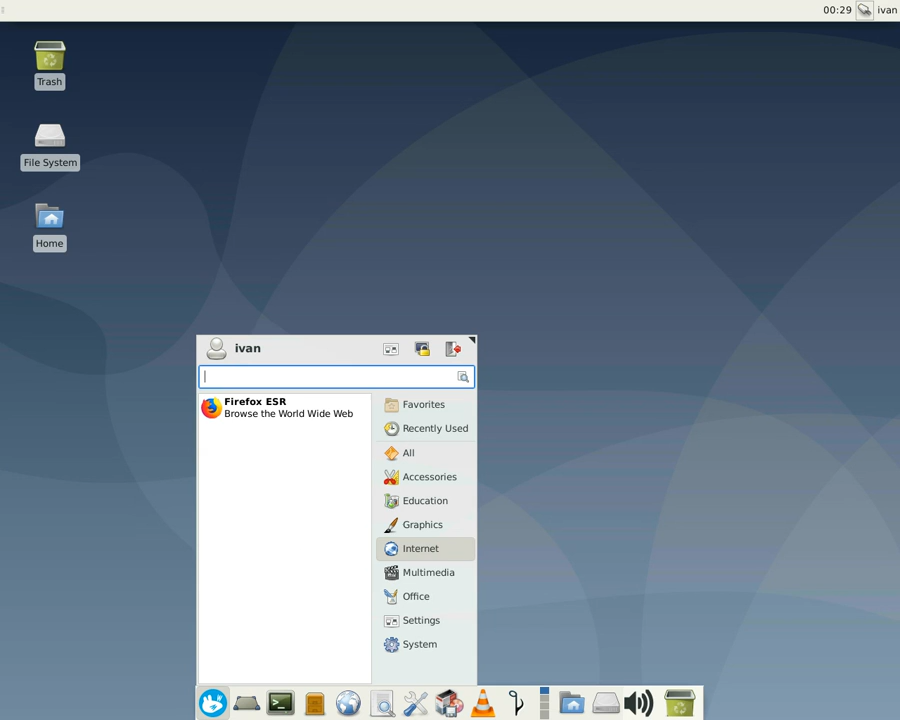 00:29 ivan
Trash
File System
Home
ivan
Firefox ESR
Browse the World Wide Web
Favorites
Recently Used
All
Accessories
Education
Graphics
Internet
Multimedia
Office
Settings
System